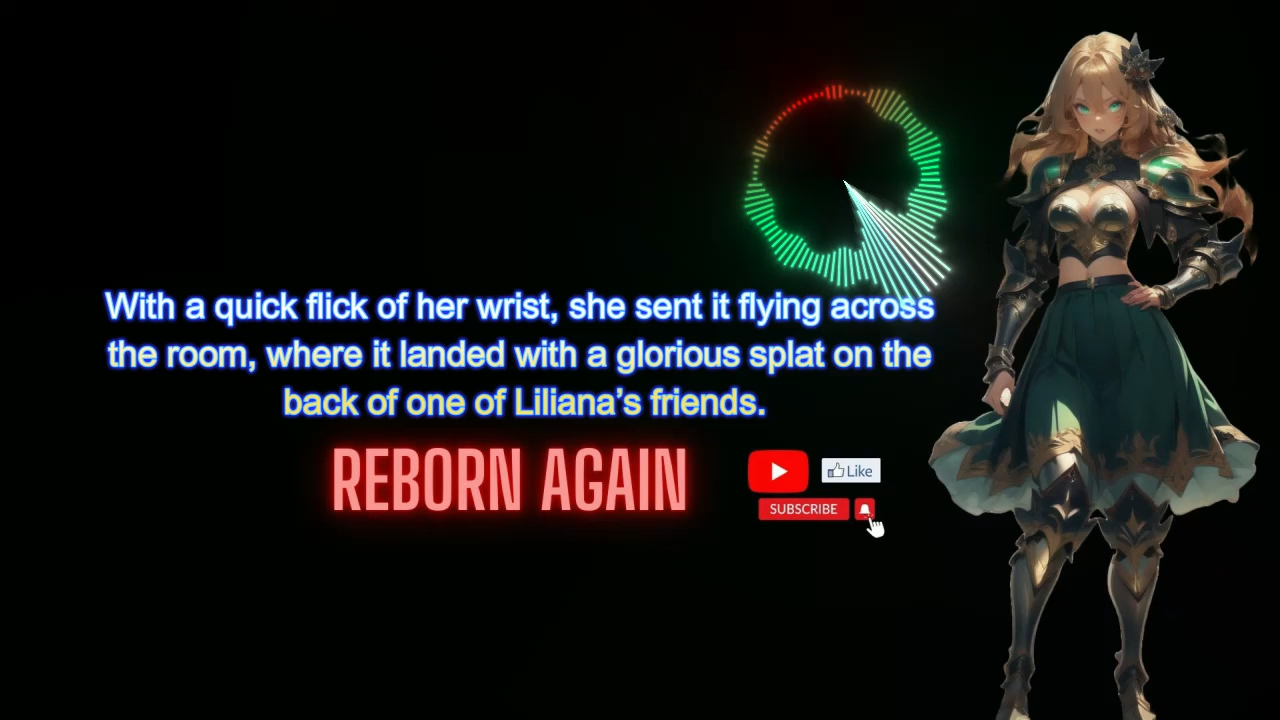 With a quick flick of her wrist, she sent it flying across
the room, where it landed with a glorious splat on the
back of one of Liliana’s friends.
REBORN AGAIN
Like
SUBSCRIBE